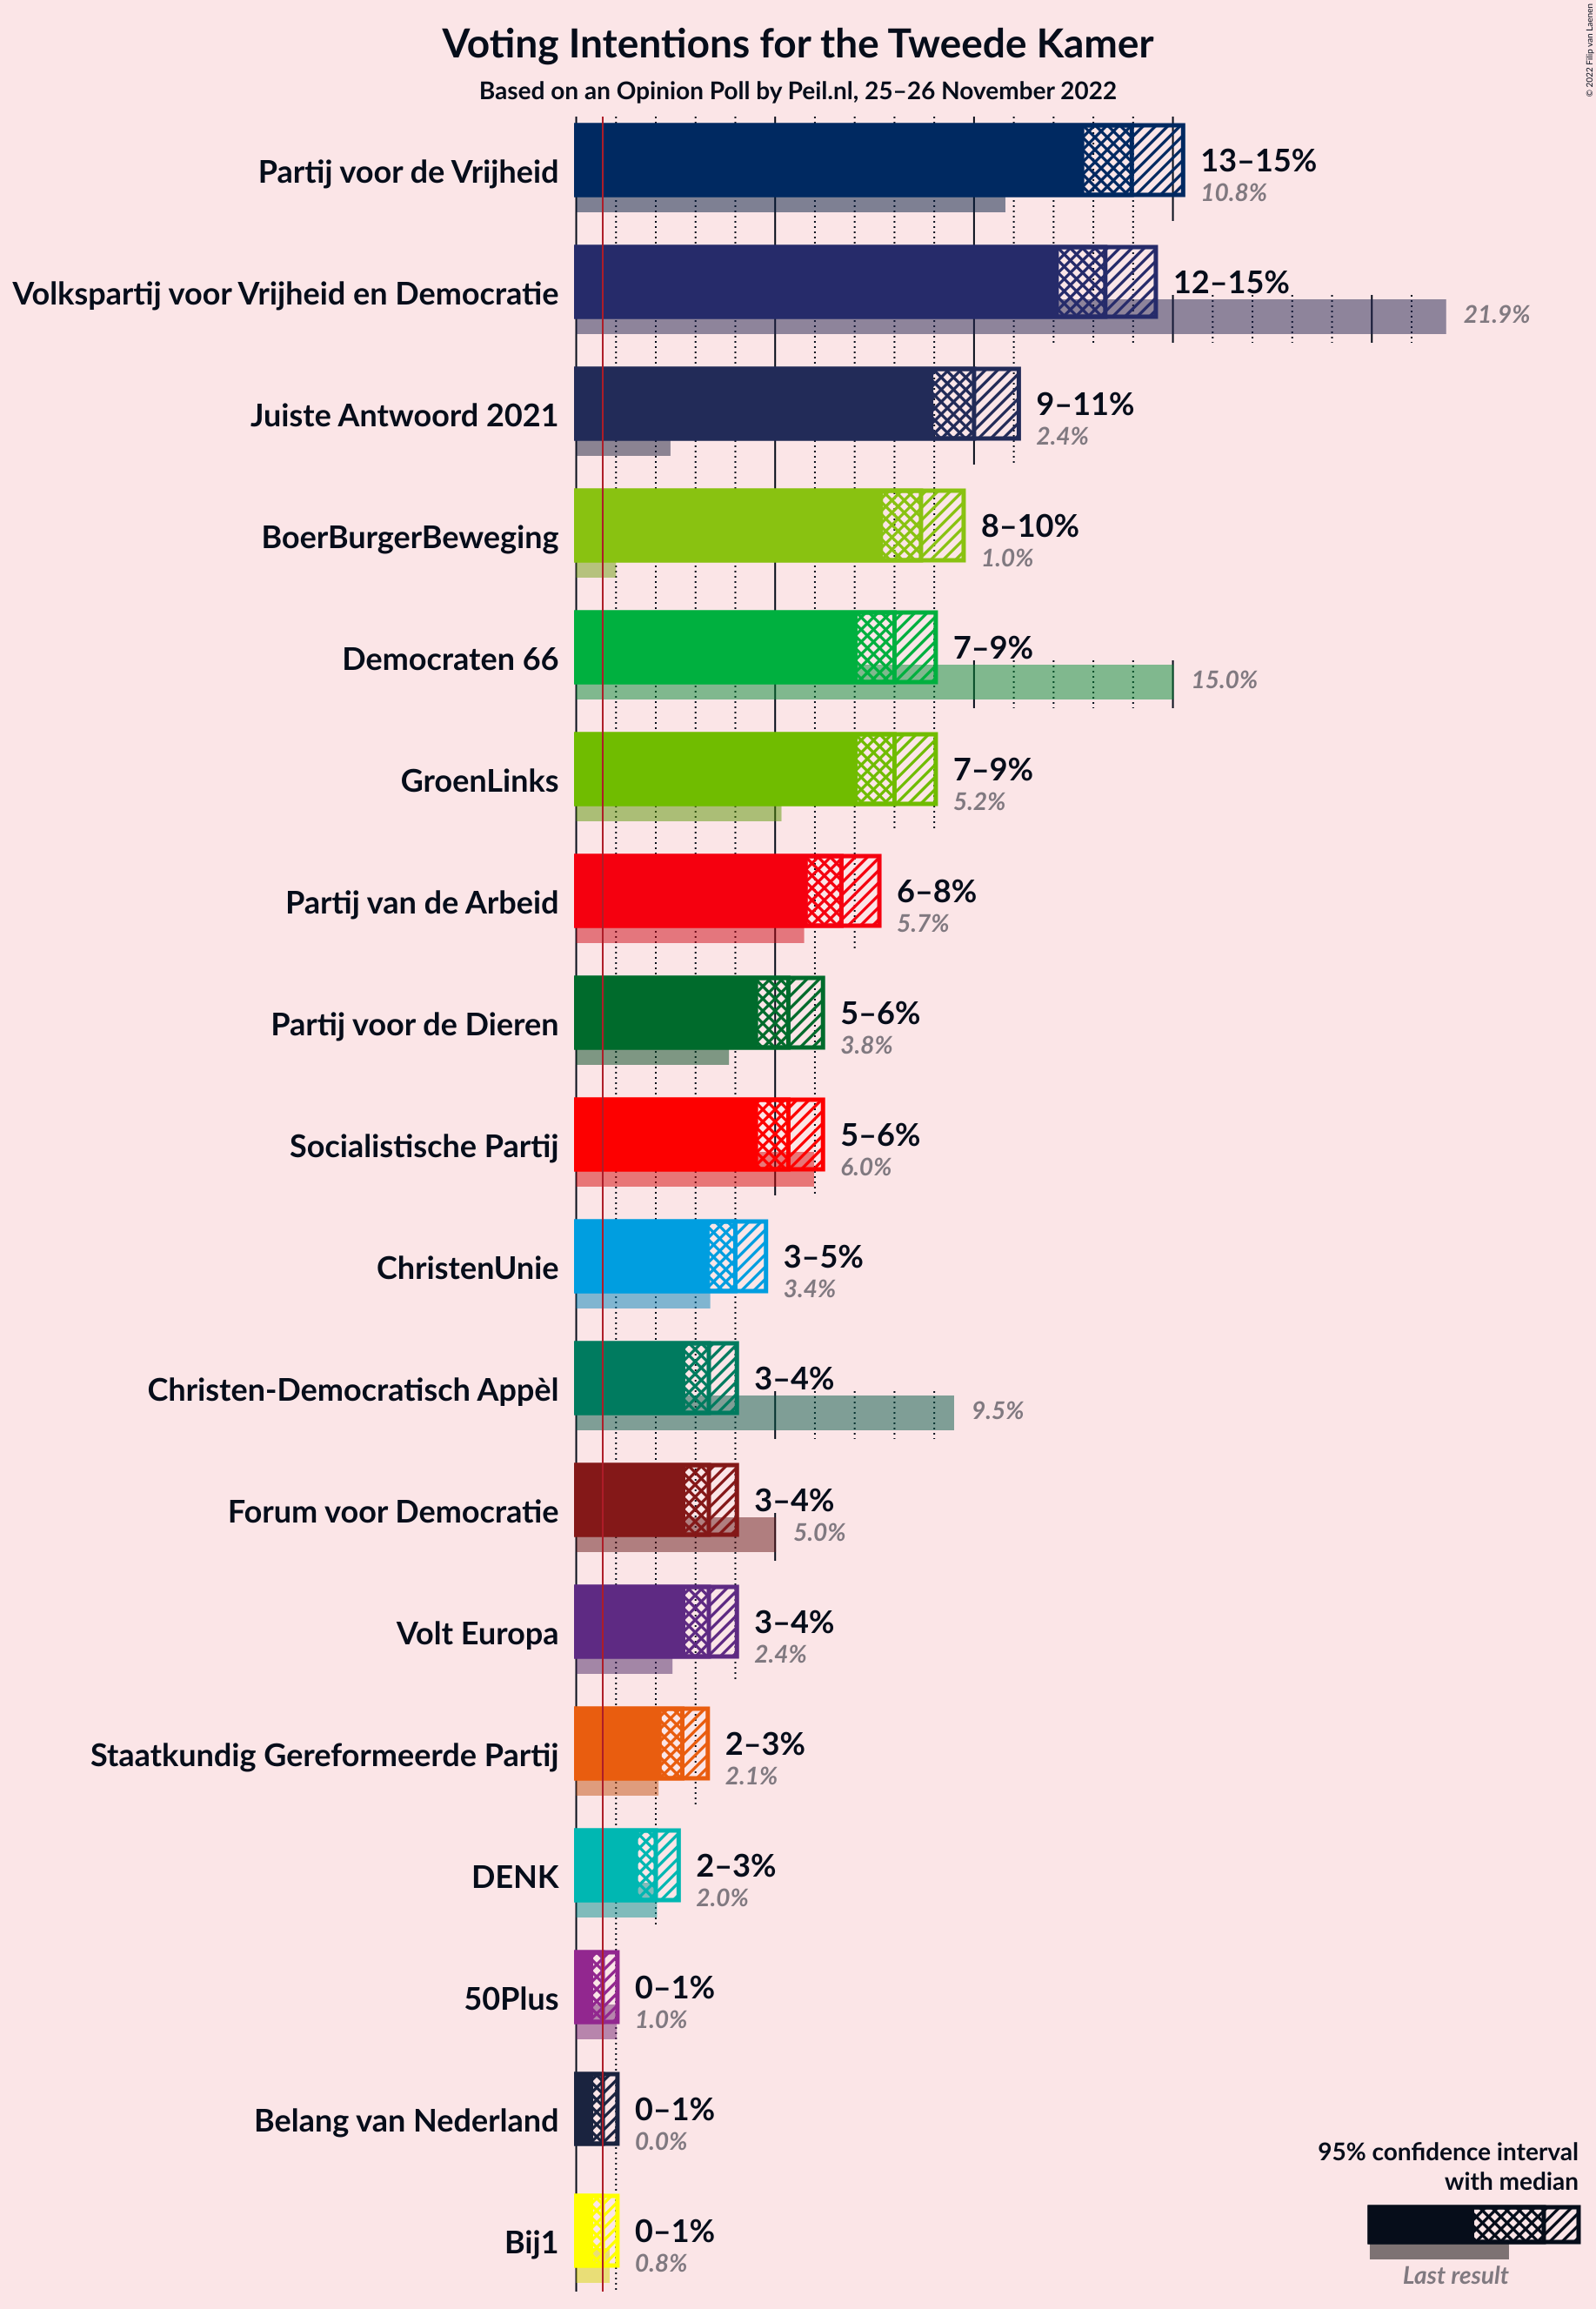 Voting Intentions for the Tweede Kamer
Based on an Opinion Poll by Peil.nl, 25–26 November 2022
© 2022 Filip van Laenen
Partij voor de Vrijheid
13–15%
10.8%
Volkspartij voor Vrijheid en Democratie
12–15%
21.9%
Juiste Antwoord 2021
9–11%
2.4%
BoerBurgerBeweging
8–10%
1.0%
Democraten 66
7–9%
15.0%
GroenLinks
7–9%
5.2%
Partij van de Arbeid
6–8%
5.7%
Partij voor de Dieren
5–6%
3.8%
Socialistische Partij
5–6%
6.0%
ChristenUnie
3–5%
3.4%
Christen-Democratisch Appèl
3–4%
9.5%
Forum voor Democratie
3–4%
5.0%
Volt Europa
3–4%
2.4%
Staatkundig Gereformeerde Partij
2–3%
2.1%
DENK
2–3%
2.0%
50Plus
0–1%
1.0%
Belang van Nederland
0–1%
0.0%
Bij1
0–1%
0.8%
95% confidence interval
with median
Last result